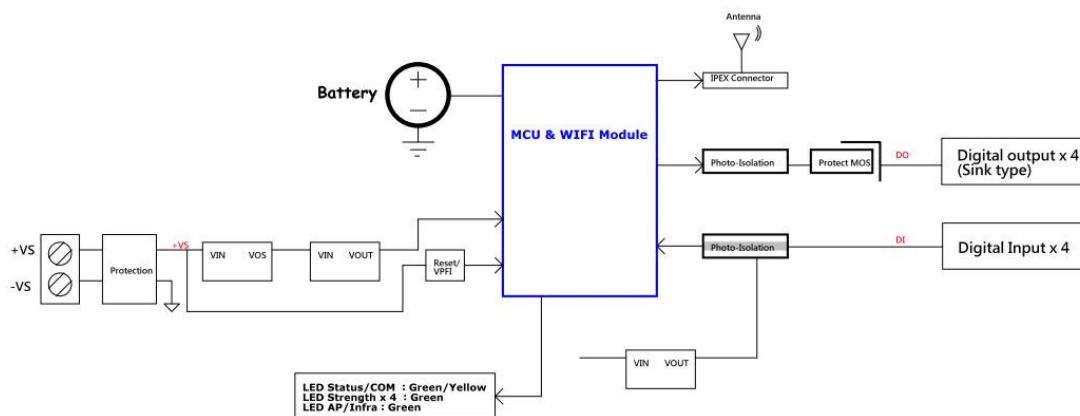 Antenna
IPEX Connector
Battery
+
—
MCU & WIFI Module
Photo-Isolation
Protect MOS
DO
Digital output x 4
(Sink type)
+VS
-VS
Protection
+VS
VIN VOS
VIN VOUT
Reset/
VPFI
Photo-Isolation
DI
Digital Input x 4
VIN VOUT
LED Status/COM : Green/Yellow
LED Strength x 4 : Green
LED AP/Infra : Green